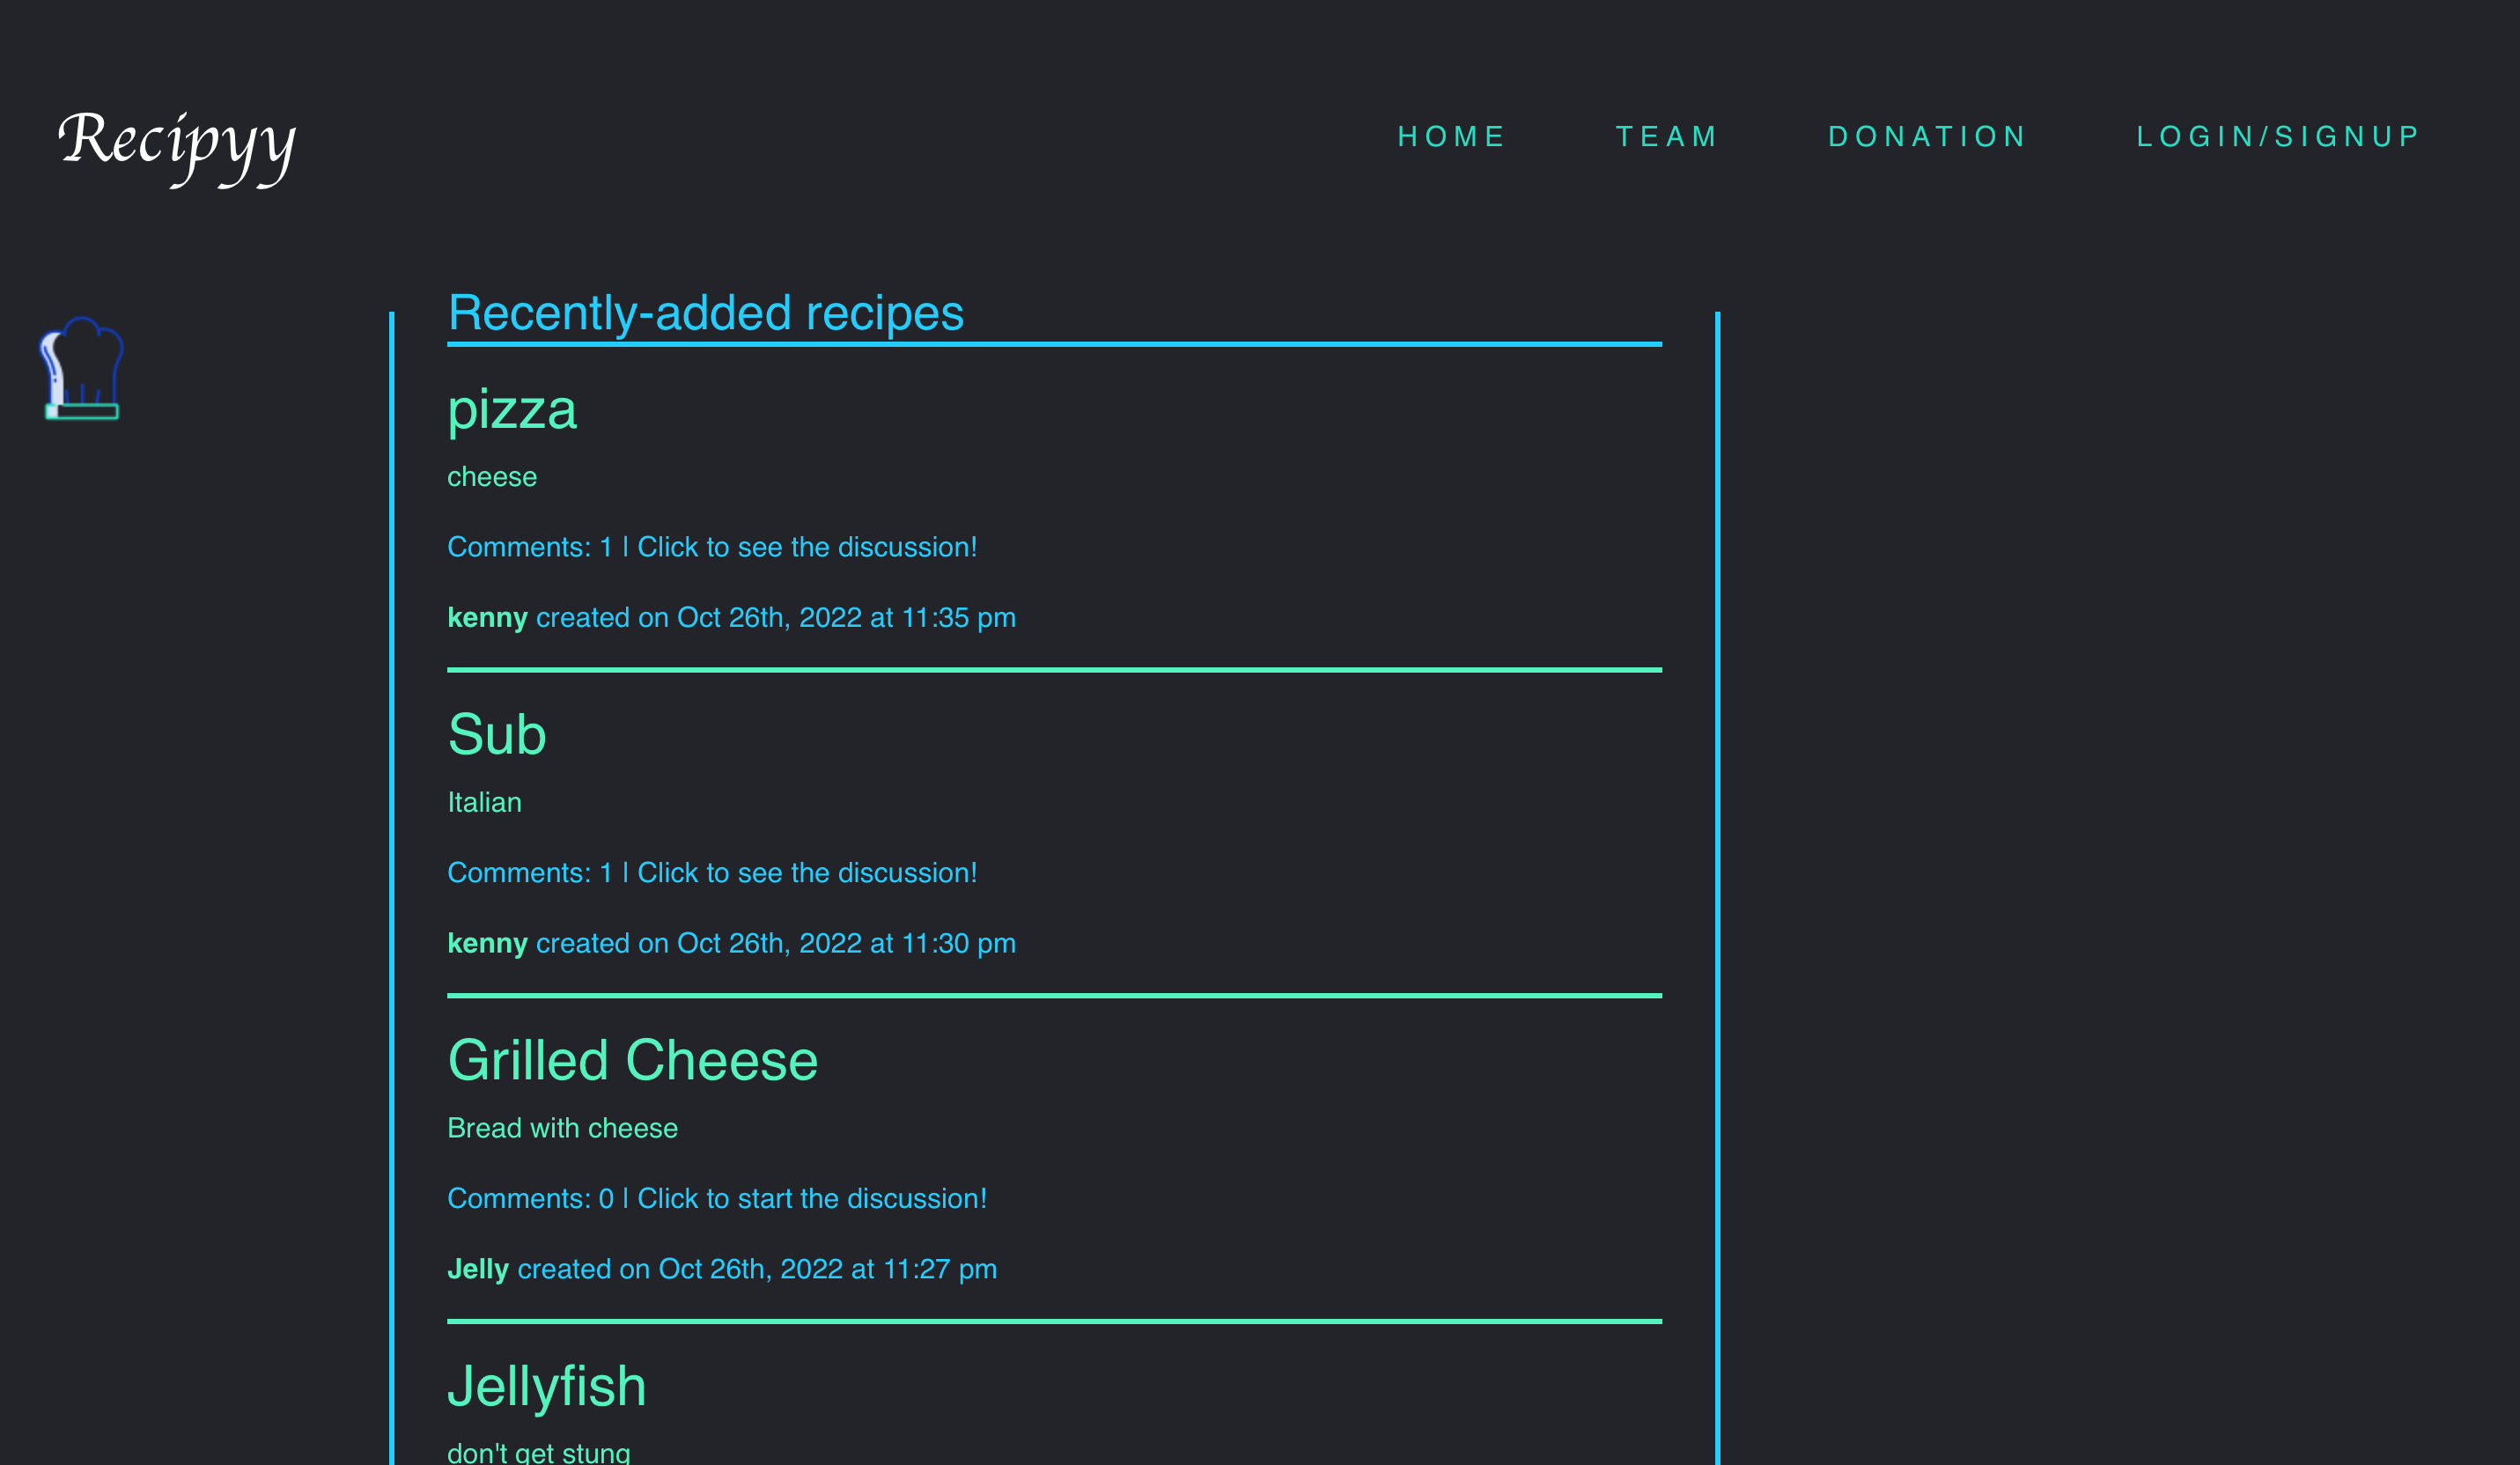 Recipyy
HOME TEAM DONATION LOGIN/SIGNUP
Recently-added recipes
pizza
cheese
Comments: 1 | Click to see the discussion!
kenny created on Oct 26th, 2022 at 11:35 pm
Sub
Italian
Comments: 1 | Click to see the discussion!
kenny created on Oct 26th, 2022 at 11:30 pm
Grilled Cheese
Bread with cheese
Comments: 0 | Click to start the discussion!
Jelly created on Oct 26th, 2022 at 11:27 pm
Jellyfish
don't get stung